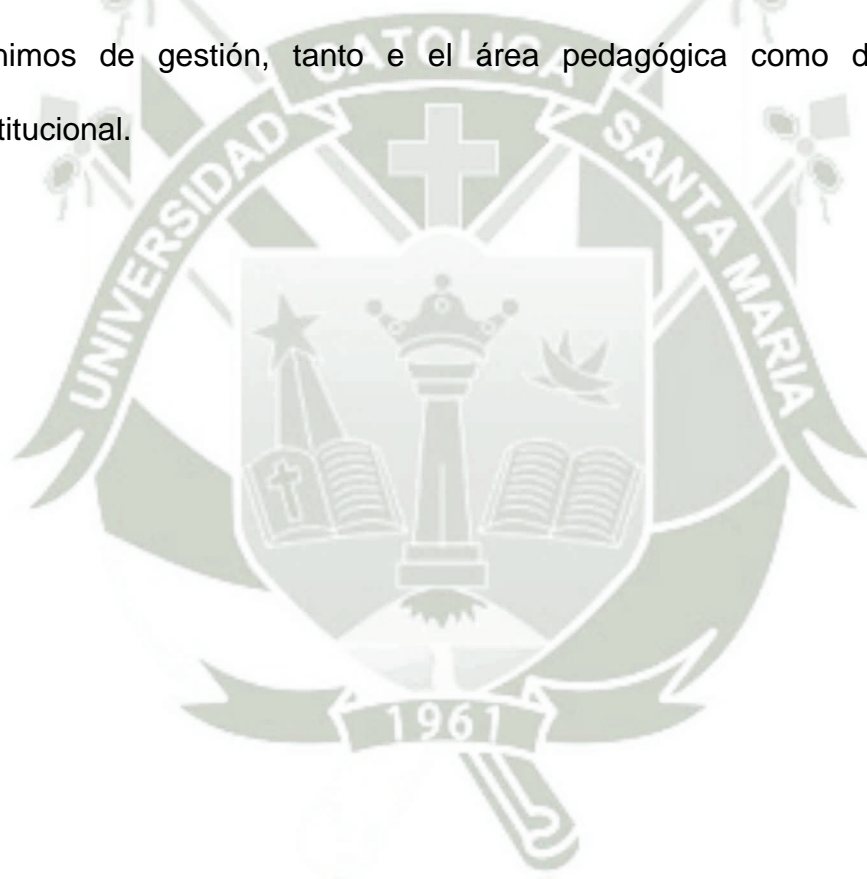 nimos de gestión, tanto e el área pedagógica como d
titucional.
CATOLICA
UNIVERSIDAD
SANTA MARIA
1961